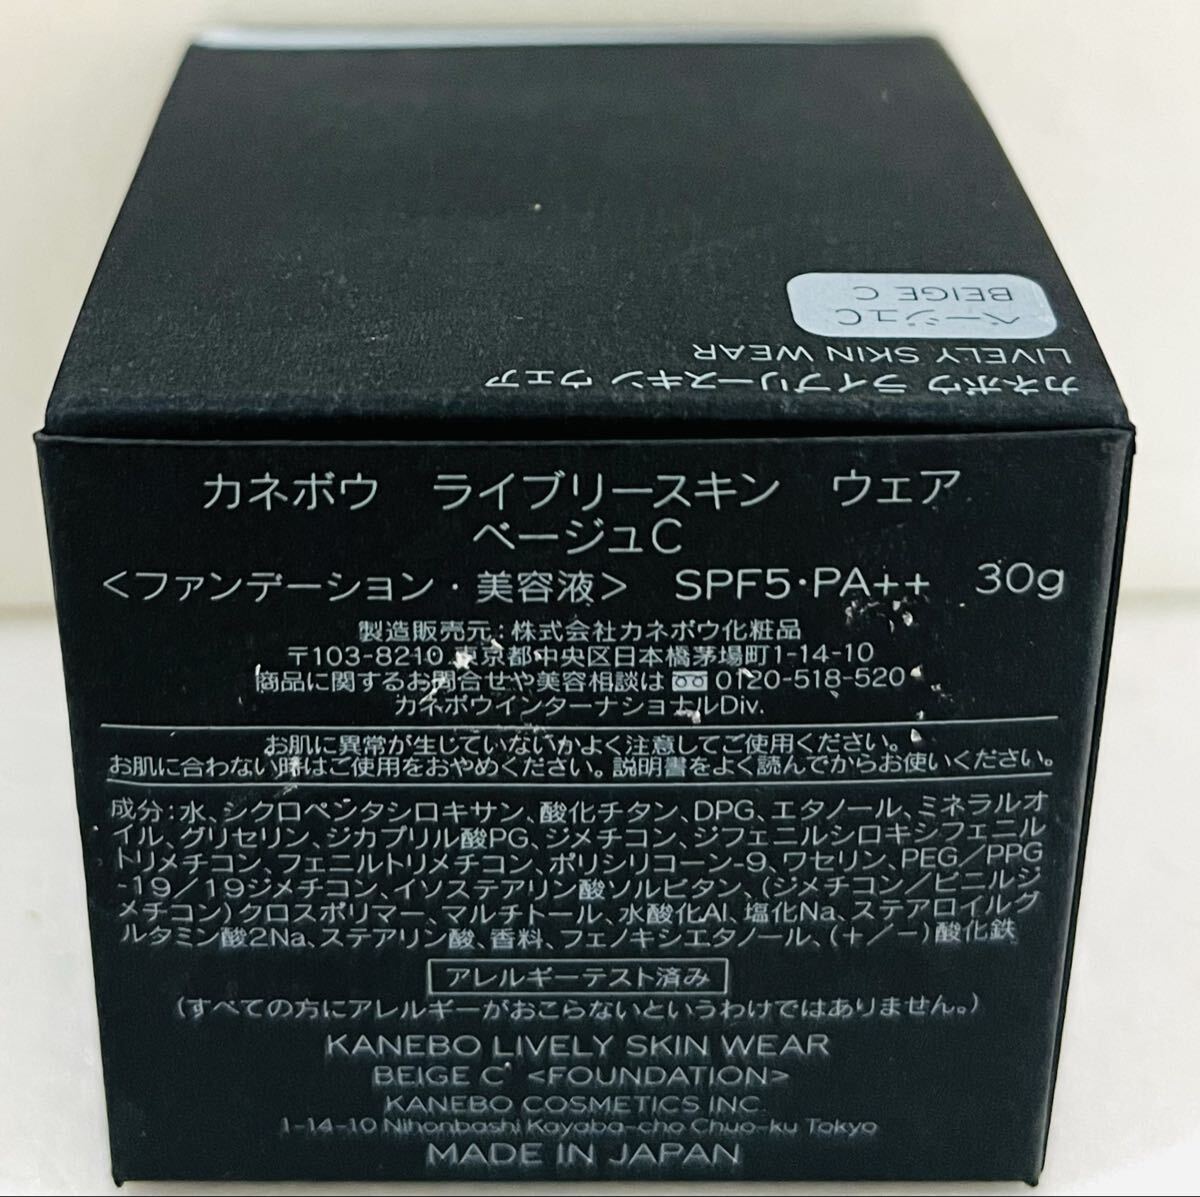 ベージュC
BEIGE C
カネボウ ライブリースキン ウェア
LIVELY SKIN WEAR
カネボウ ライブリースキン ウェア
ベージュC
<ファンデーション・美容液> SPF5・PA++ 30g
製造販売元:株式会社カネボウ化粧品
〒103-8210 東京都中央区日本橋茅場町1-14-10
商品に関するお問合せや美容相談は 0120-518-520
カネボウインターナショナルDiv.
お肌に異常が生じていないかよく注意してご使用ください。
お肌に合わない時はご使用をおやめください。説明書をよく読んでからお使いください。
成分:水、シクロペンタシロキサン、酸化チタン、DPG、エタノール、ミネラルオ
イル、グリセリン、ジカプリル酸PG、ジメチコン、ジフェニルシロキシフェニル
トリメチコン、フェニルトリメチコン、ポリシリコーン-9、ワセリン、PEG/PPG
-19/19ジメチコン、イソステアリン酸ソルビタン、(ジメチコン/ビニルジ
メチコン)クロスポリマー、マルチトール、水酸化Al、塩化Na、ステアロイルグ
ルタミン酸2Na、ステアリン酸、香料、フェノキシエタノール、(+/-)酸化鉄
アレルギーテスト済み
(すべての方にアレルギーがおこらないというわけではありません。)
KANEBO LIVELY SKIN WEAR
BEIGE C <FOUNDATION>
KANEBO COSMETICS INC.
1-14-10 Nihonbashi Kayaba-cho Chuo-ku Tokyo
MADE IN JAPAN